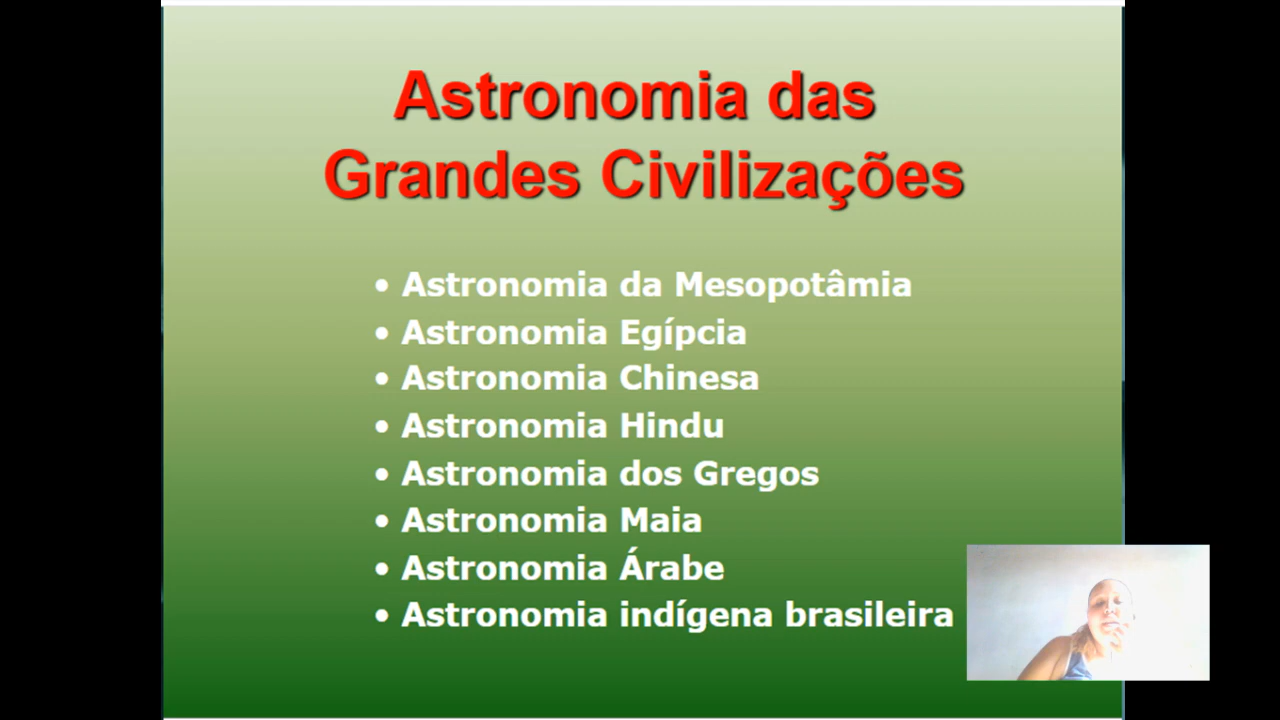 Astronomia das
Grandes Civilizações
• Astronomia da Mesopotâmia
• Astronomia Egípcia
• Astronomia Chinesa
• Astronomia Hindu
• Astronomia dos Gregos
• Astronomia Maia
• Astronomia Árabe
• Astronomia indígena brasileira